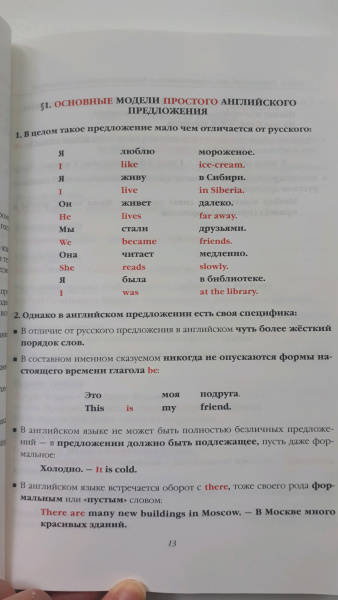 §1. ОСНОВНЫЕ МОДЕЛИ ПРОСТОГО АНГЛИЙСКОГО
ПРЕДЛОЖЕНИЯ
1. В целом такое предложение мало чем отличается от русского:
Я люблю мороженое.
I like ice-cream.
Я живу в Сибири.
I live in Siberia.
Он живет далеко.
He lives far away.
Мы стали друзьями.
We became friends.
Она читает медленно.
She reads slowly.
Я была в библиотеке.
I was at the library.
2. Однако в английском предложении есть своя специфика:
▪ В отличие от русского предложения в английском чуть более жёсткий
порядок слов.
▪ В составном именном сказуемом никогда не опускаются формы на-
стоящего времени глагола be:
Это моя подруга.
This is my friend.
▪ В английском языке не может быть полностью безличных предложе-
ний — в предложении должно быть подлежащее, пусть даже фор-
мальное:
Холодно. – It is cold.
▪ В английском языке встречается оборот с there, тоже своего рода фор-
мальным или «пустым» словом:
There are many new buildings in Moscow. – В Москве много
красивых зданий.
13